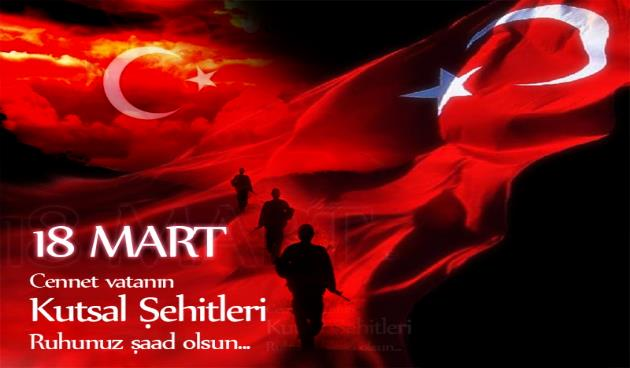 18 MART
Cennet vatanın
Kutsal Şehitleri
Ruhunuz şaad olsun...